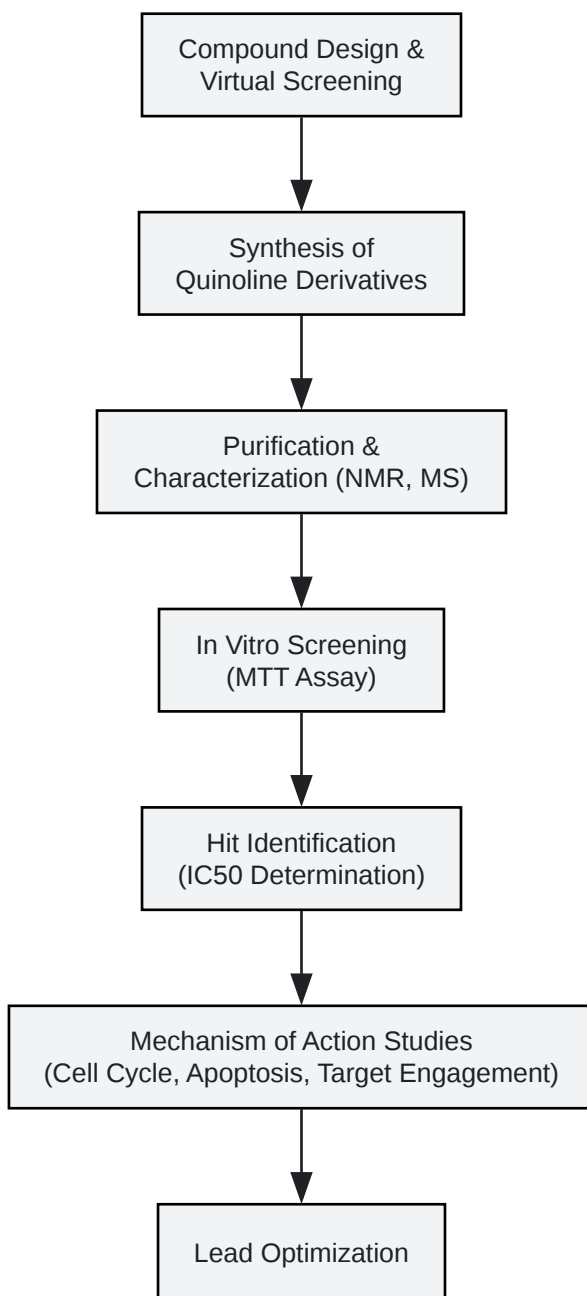 Compound Design &
Virtual Screening
Synthesis of
Quinoline Derivatives
Purification &
Characterization (NMR, MS)
In Vitro Screening
(MTT Assay)
Hit Identification
(IC50 Determination)
Mechanism of Action Studies
(Cell Cycle, Apoptosis, Target Engagement)
Lead Optimization